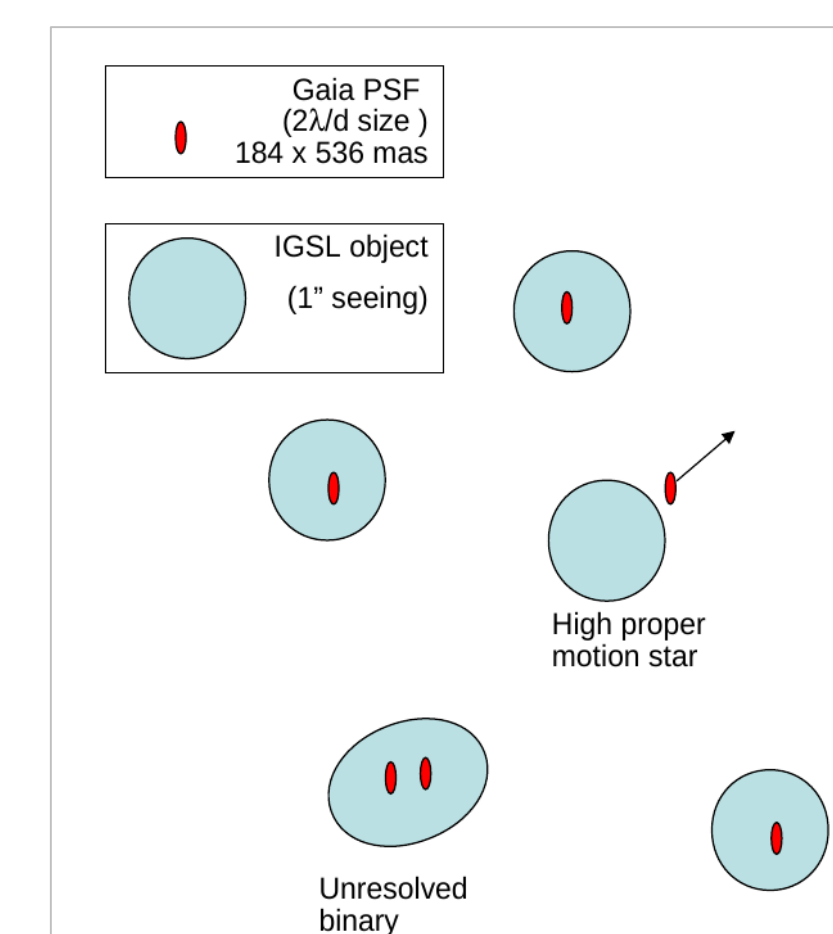 Gaia PSF
(2λ/d size )
184 x 536 mas
IGSL object
(1” seeing)
High proper
motion star
Unresolved
binary